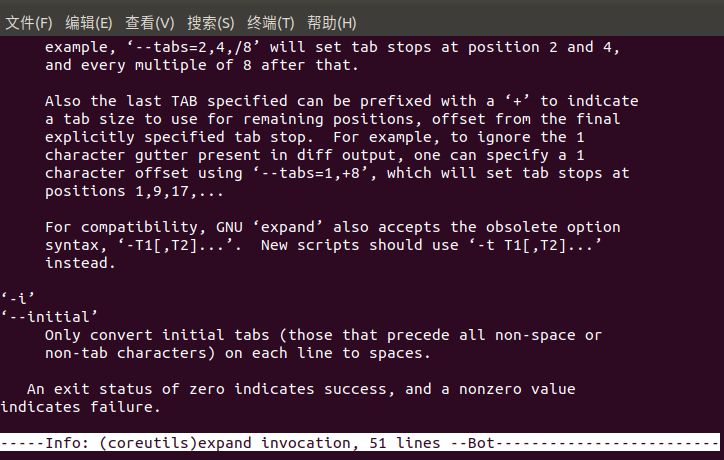 文件(F) 编辑(E) 查看(V) 搜索(S) 终端(T) 帮助(H)
example, ‘--tabs=2,4,/8’ will set tab stops at position 2 and 4,
and every multiple of 8 after that.
Also the last TAB specified can be prefixed with a ‘+’ to indicate
a tab size to use for remaining positions, offset from the final
explicitly specified tab stop.  For example, to ignore the 1
character gutter present in diff output, one can specify a 1
character offset using ‘--tabs=1,+8’, which will set tab stops at
positions 1,9,17,...
For compatibility, GNU ‘expand’ also accepts the obsolete option
syntax, ‘-T1[,T2]...’.  New scripts should use ‘-t T1[,T2]...’
instead.
‘-i’
‘--initial’
Only convert initial tabs (those that precede all non-space or
non-tab characters) on each line to spaces.
An exit status of zero indicates success, and a nonzero value
indicates failure.
-----Info: (coreutils)expand invocation, 51 lines --Bot-------------------------